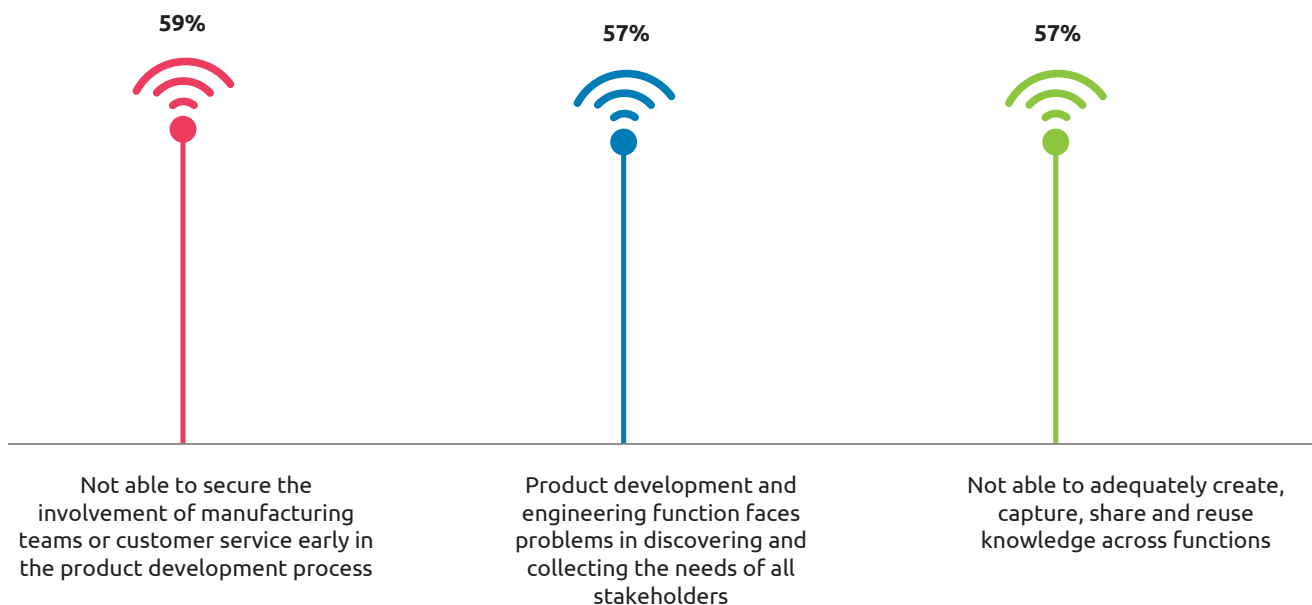 59%
57%
57%
Not able to secure the
involvement of manufacturing
teams or customer service early in
the product development process
Product development and
engineering function faces
problems in discovering and
collecting the needs of all
stakeholders
Not able to adequately create,
capture, share and reuse
knowledge across functions